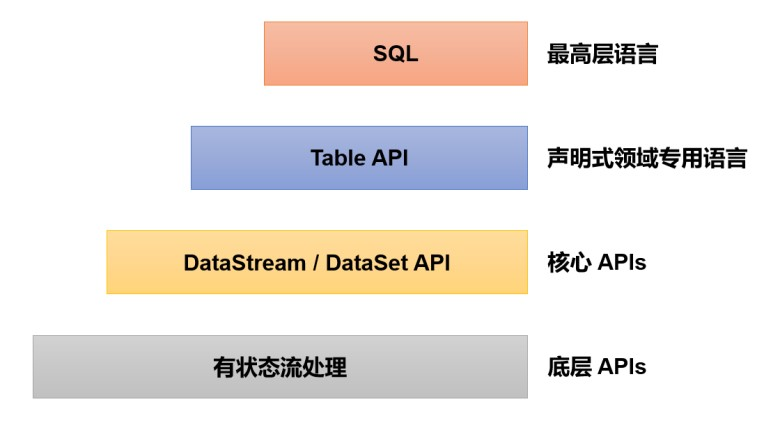 SQL 最高层语言
Table API 声明式领域专用语言
DataStream / DataSet API 核心 APIs
有状态流处理 底层 APIs